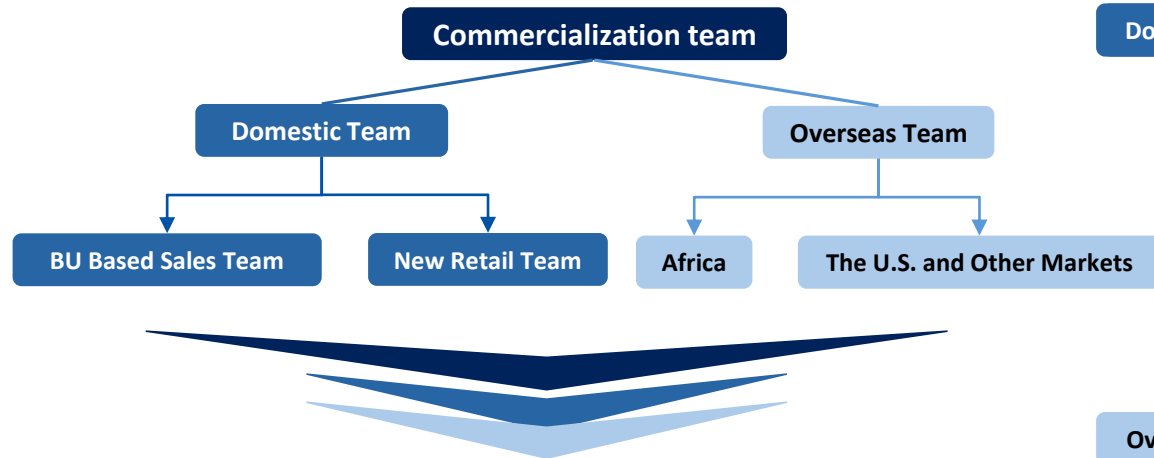 Commercialization team
Domestic Team
Overseas Team
BU Based Sales Team
New Retail Team
Africa
The U.S. and Other Markets